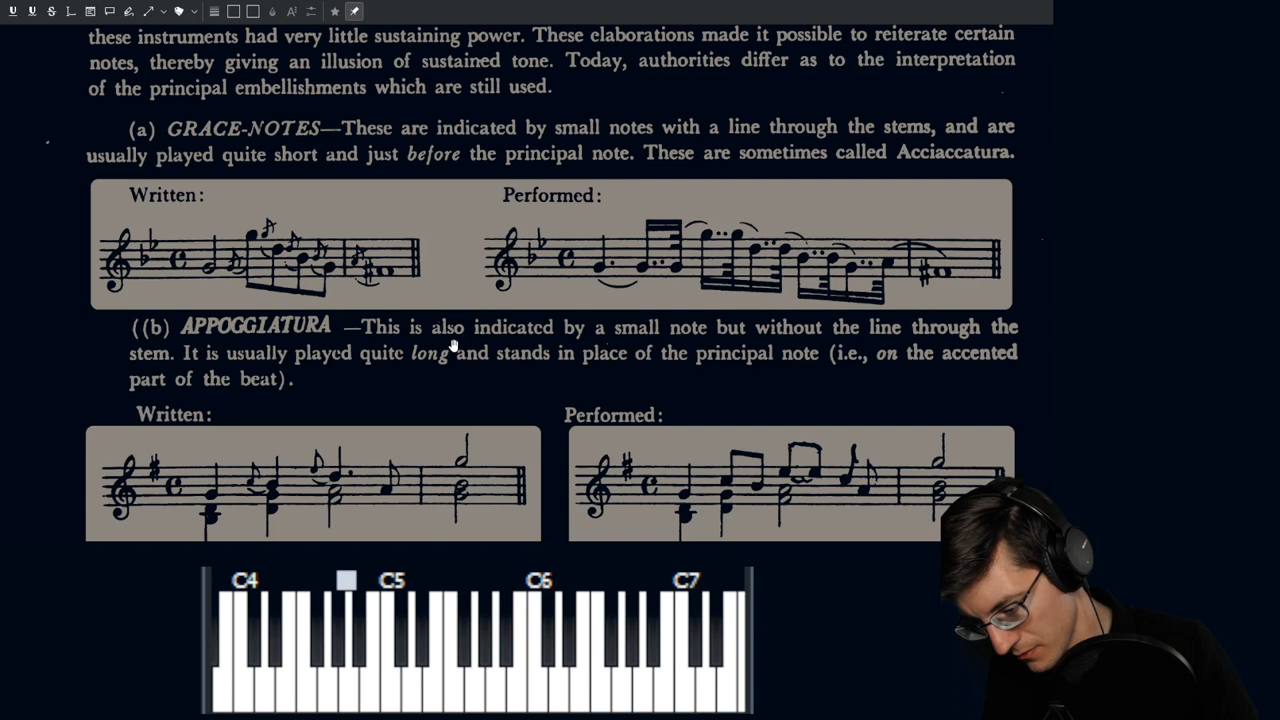 these instruments had very little sustaining power. These elaborations made it possible to reiterate certain
notes, thereby giving an illusion of sustained tone. Today, authorities differ as to the interpretation
of the principal embellishments which are still used.
(a) GRACE-NOTES—These are indicated by small notes with a line through the stems, and are
usually played quite short and just before the principal note. These are sometimes called Acciaccatura.
Written: Performed:
((b) APPOGGIATURA —This is also indicated by a small note but without the line through the
stem. It is usually played quite long and stands in place of the principal note (i.e., on the accented
part of the beat).
Written: Performed:
C4 C5 C6 C7